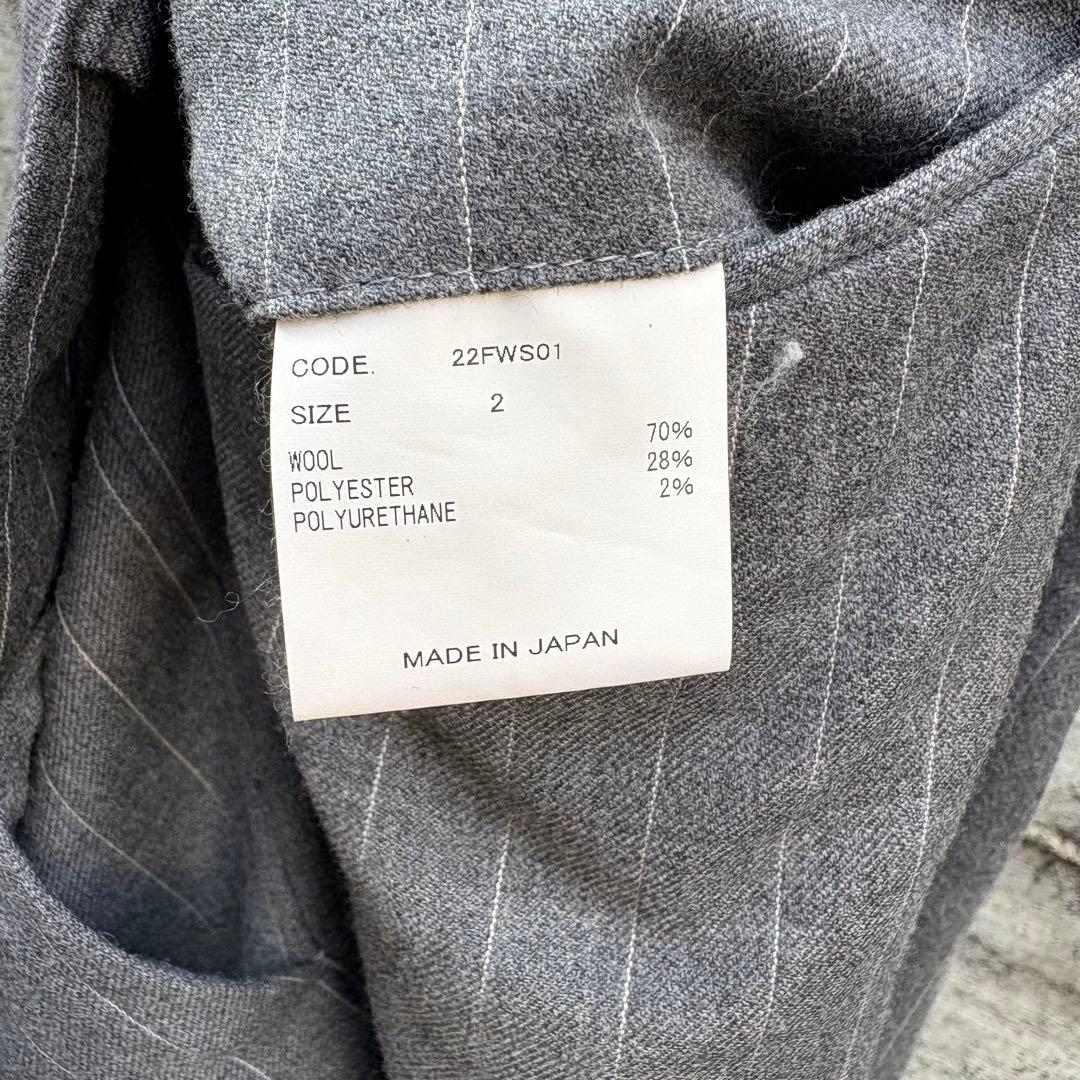 CODE. 22FWS01
SIZE 2
WOOL 70%
POLYESTER 28%
POLYURETHANE 2%
MADE IN JAPAN